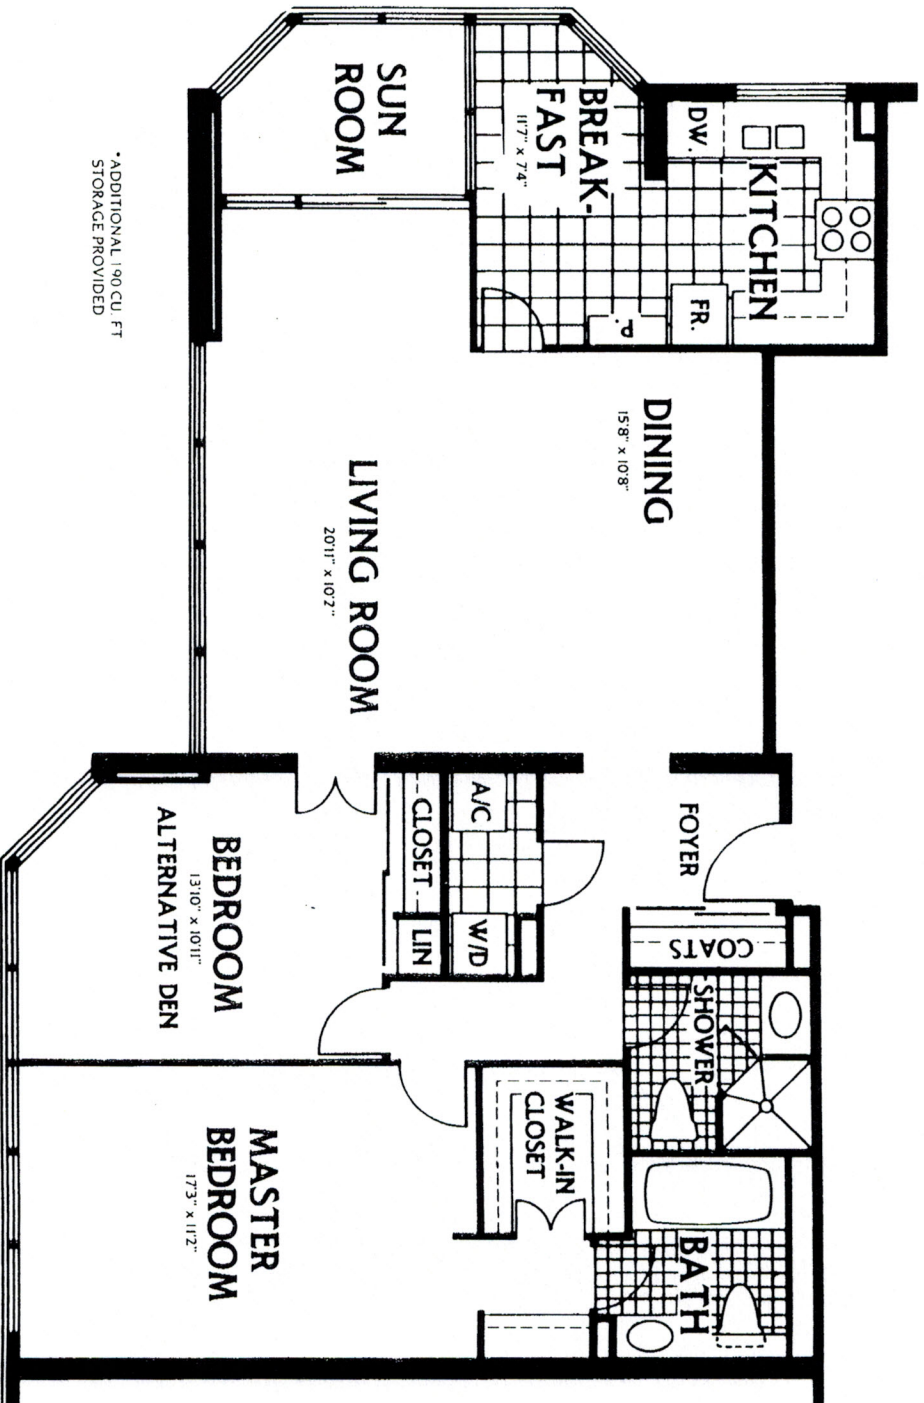 SUN
ROOM
BREAK-
FAST
11'7" x 7'4"
KITCHEN
DW.
FR.
P.
DINING
15'8" x 10'8"
LIVING ROOM
20'11" x 10'2"
FOYER
COATS
A/C
W/D
CLOSET
LIN
BEDROOM
13'10" x 10'11"
ALTERNATIVE DEN
SHOWER
WALK-IN
CLOSET
BATH
MASTER
BEDROOM
17'3" x 11'2"
*ADDITIONAL 190 CU. FT
STORAGE PROVIDED